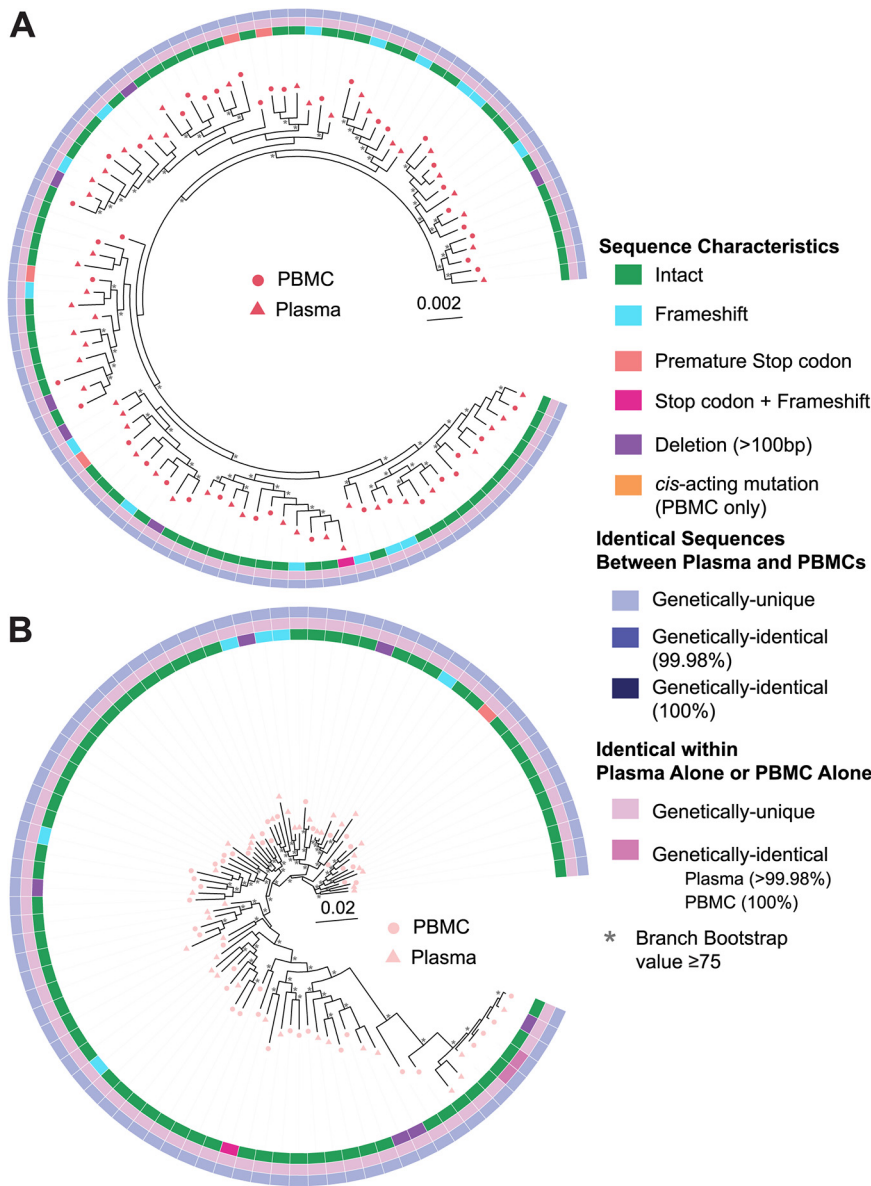 A
PBMC
Plasma
0.002
Sequence Characteristics
Intact
Frameshift
Premature Stop codon
Stop codon + Frameshift
Deletion (>100bp)
cis-acting mutation
(PBMC only)
Identical Sequences
Between Plasma and PBMCs
Genetically-unique
Genetically-identical
(99.98%)
Genetically-identical
(100%)
Identical within
Plasma Alone or PBMC Alone
Genetically-unique
Genetically-identical
Plasma (>99.98%)
PBMC (100%)
* Branch Bootstrap
value ≥75
B
0.02
PBMC
Plasma